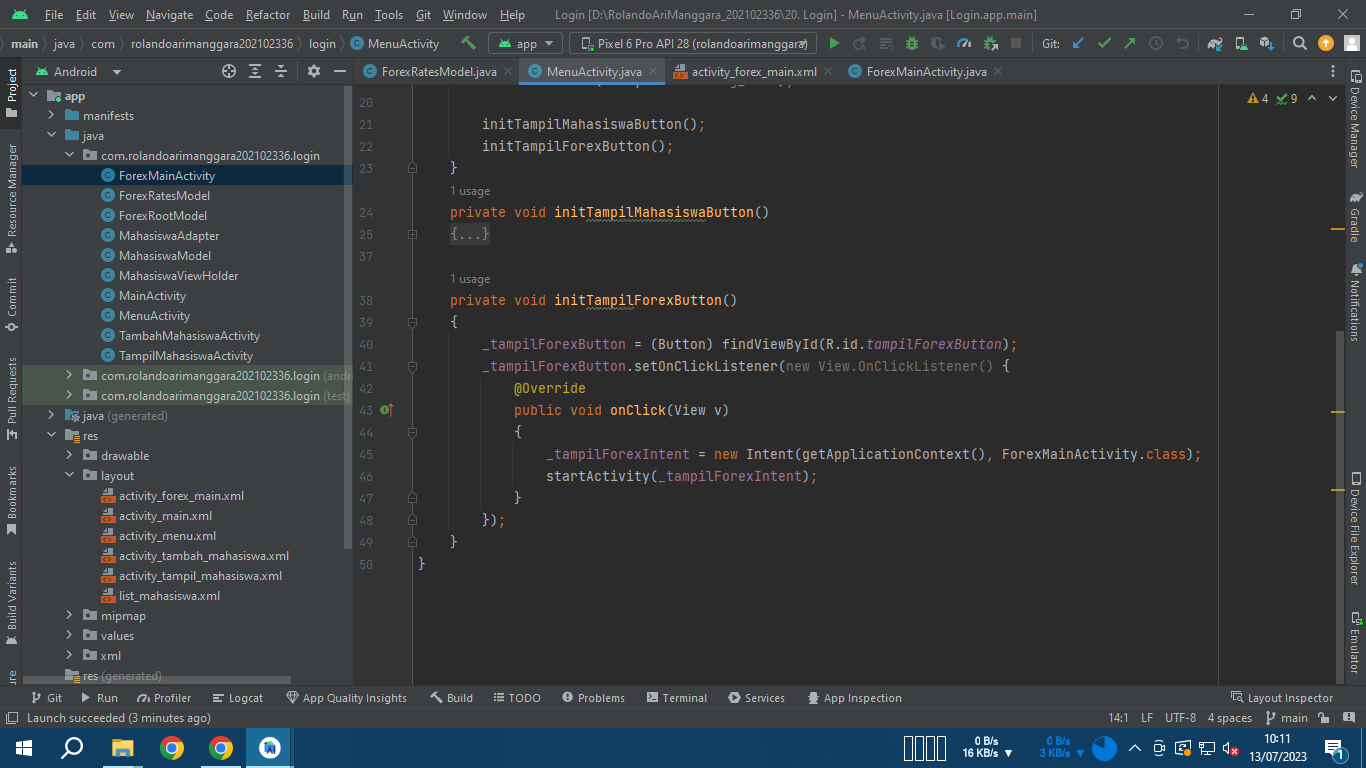 File Edit View Navigate Code Refactor Build Run Tools Git Window Help Login [D:\RolandoAriManggara_202102336\20. Login] - MenuActivity.java [Login.app.main]
main java com rolandoarimanggara202102336 login MenuActivity app Pixel 6 Pro API 28 (rolandoarimanggara) Git:
Android ForexRatesModel.java MenuActivity.java activity_forex_main.xml ForexMainActivity.java
Project
Resource Manager
Commit
Pull Requests
Bookmarks
Build Variants
app
manifests
java
com.rolandoarimanggara202102336.login
ForexMainActivity
ForexRatesModel
ForexRootModel
MahasiswaAdapter
MahasiswaModel
MahasiswaViewHolder
MainActivity
MenuActivity
TambahMahasiswaActivity
TampilMahasiswaActivity
com.rolandoarimanggara202102336.login (andr
com.rolandoarimanggara202102336.login (test)
java (generated)
res
drawable
layout
activity_forex_main.xml
activity_main.xml
activity_menu.xml
activity_tambah_mahasiswa.xml
activity_tampil_mahasiswa.xml
list_mahasiswa.xml
mipmap
values
xml
res (generated)
4 9
20
21 initTampilMahasiswaButton();
22 initTampilForexButton();
23 }
1 usage
24 private void initTampilMahasiswaButton()
25 {...}
37
1 usage
38 private void initTampilForexButton()
39 {
40 _tampilForexButton = (Button) findViewById(R.id.tampilForexButton);
41 _tampilForexButton.setOnClickListener(new View.OnClickListener() {
42 @Override
43 public void onClick(View v)
44 {
45 _tampilForexIntent = new Intent(getApplicationContext(), ForexMainActivity.class);
46 startActivity(_tampilForexIntent);
47 }
48 });
49 }
50 }
Device Manager
Gradle
Notifications
Device File Explorer
Emulator
Git Run Profiler Logcat App Quality Insights Build TODO Problems Terminal Services App Inspection Layout Inspector
Launch succeeded (3 minutes ago) 14:1 LF UTF-8 4 spaces main
0 B/s 0 B/s 10:11
16 KB/s 3 KB/s 13/07/2023 1